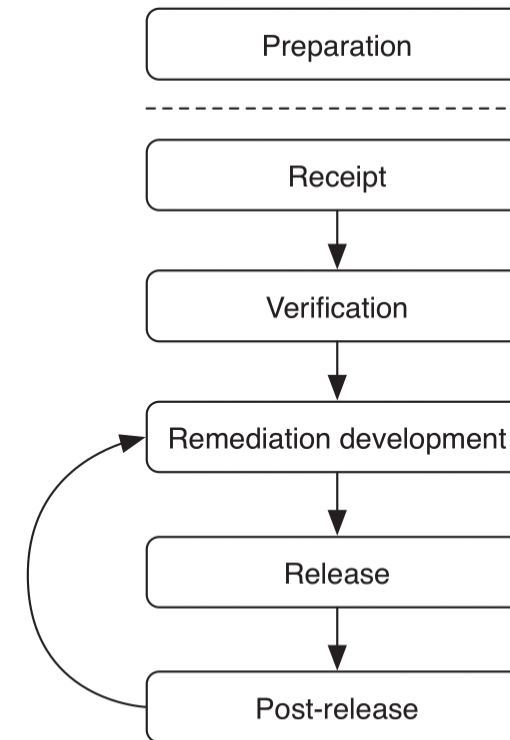 Preparation
Receipt
Verification
Remediation development
Release
Post-release